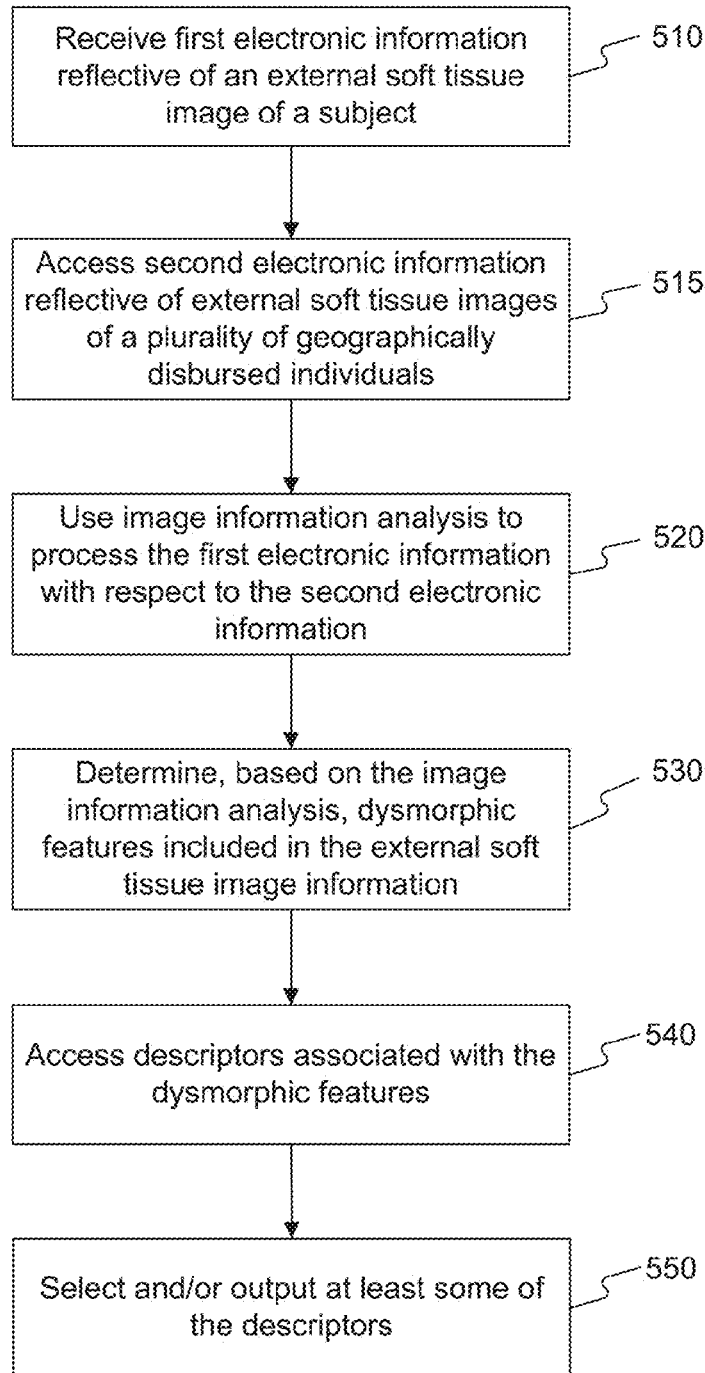 Receive first electronic information
reflective of an external soft tissue
image of a subject
510
Access second electronic information
reflective of external soft tissue images
of a plurality of geographically
disbursed individuals
515
Use image information analysis to
process the first electronic information
with respect to the second electronic
information
520
Determine, based on the image
information analysis, dysmorphic
features included in the external soft
tissue image information
530
Access descriptors associated with the
dysmorphic features
540
Select and/or output at least some of
the descriptors
550